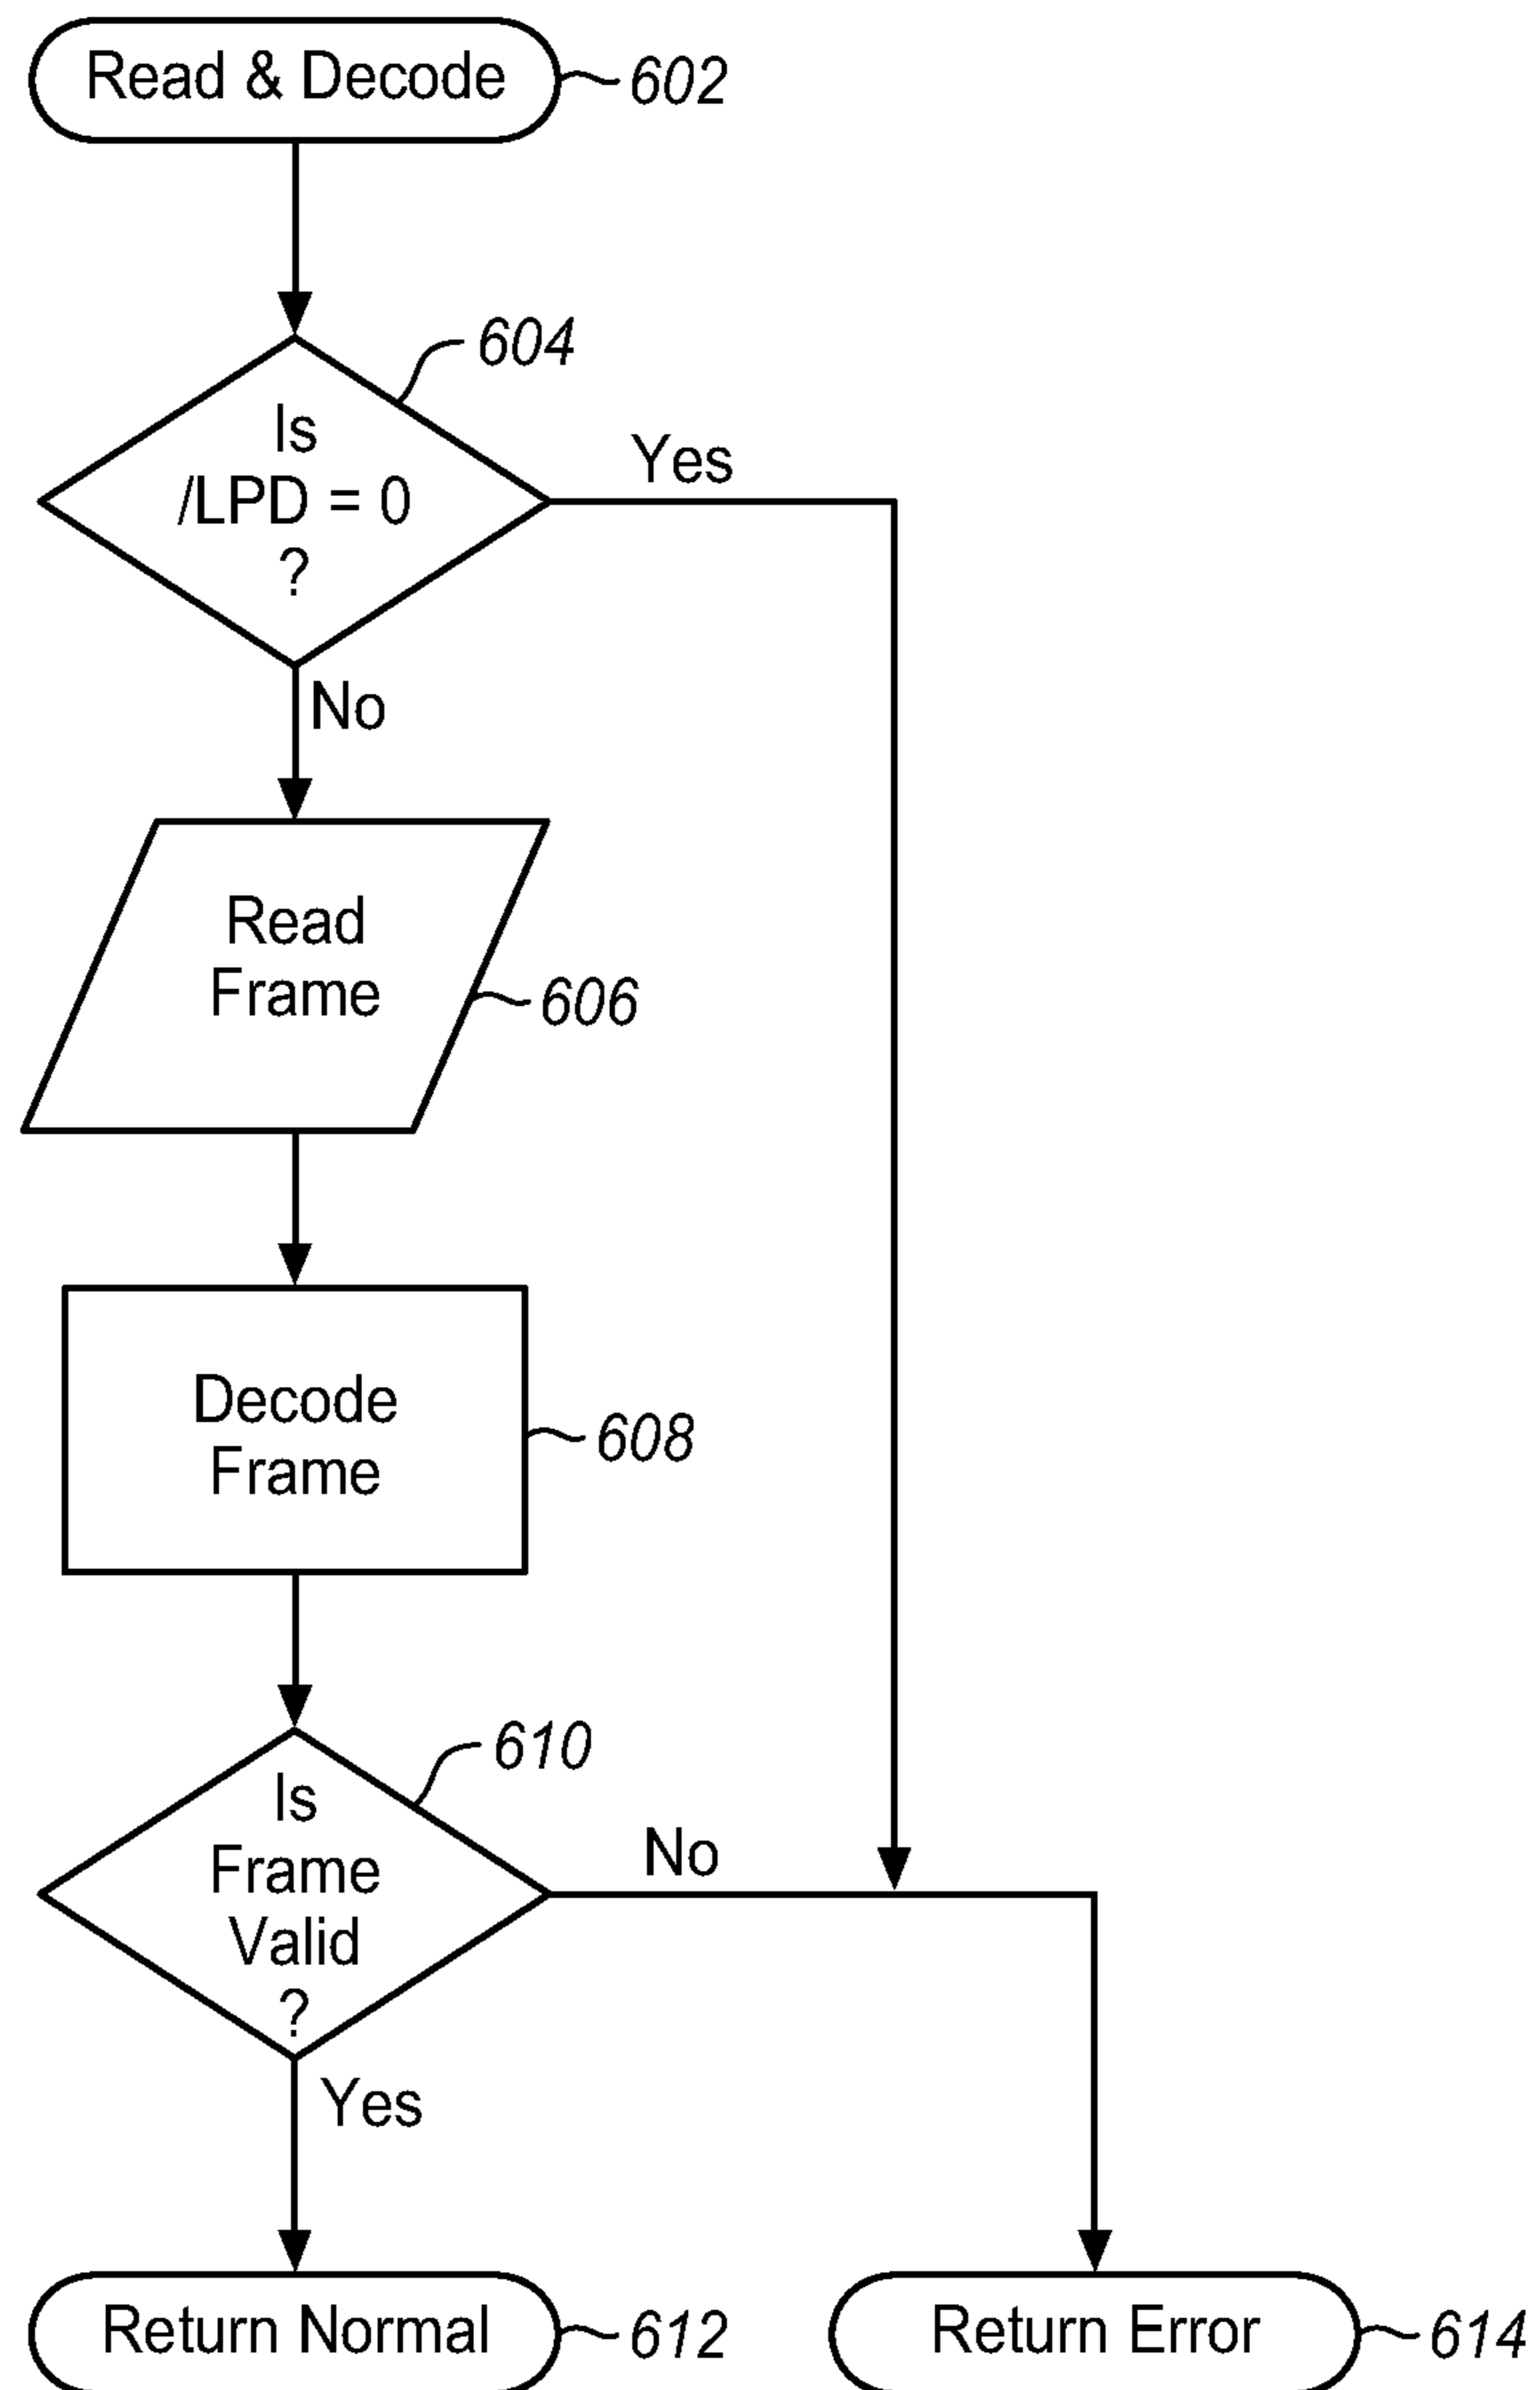 Read & Decode
602
604
Is
/LPD = 0
?
Yes
No
Read
Frame
606
Decode
Frame
608
610
Is
Frame
Valid
?
No
Yes
Return Normal
612
Return Error
614